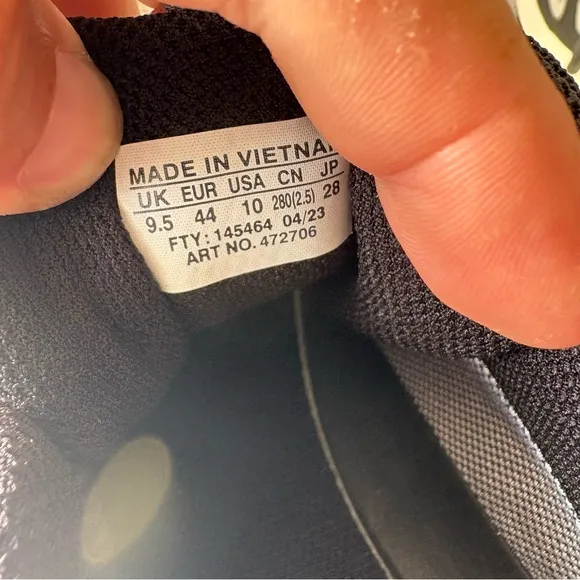 MADE IN VIETNA
UK EUR USA CN JP
9.5 44 10 280(2.5) 28
FTY: 145464 04/23
ART NO. 472706